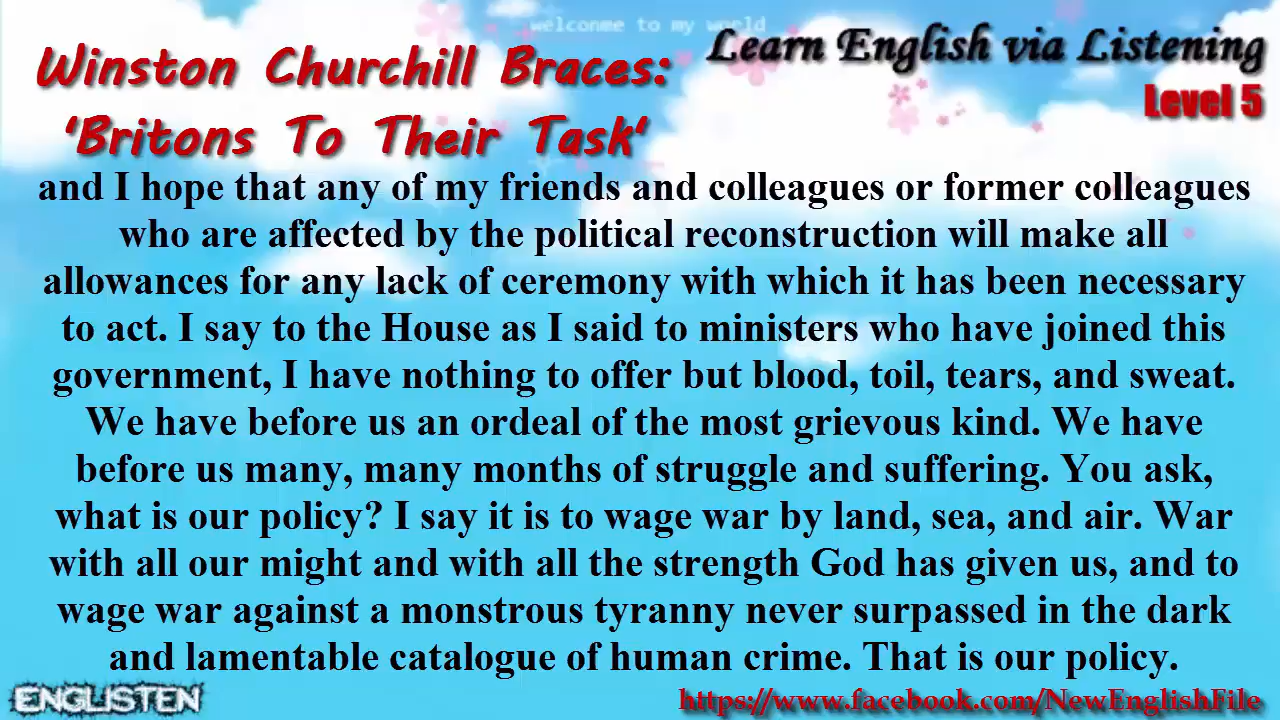 welconme to my world
Learn English via Listening
Level 5
Winston Churchill Braces:
‘Britons To Their Task‘
and I hope that any of my friends and colleagues or former colleagues
who are affected by the political reconstruction will make all
allowances for any lack of ceremony with which it has been necessary
to act. I say to the House as I said to ministers who have joined this
government, I have nothing to offer but blood, toil, tears, and sweat.
We have before us an ordeal of the most grievous kind. We have
before us many, many months of struggle and suffering. You ask,
what is our policy? I say it is to wage war by land, sea, and air. War
with all our might and with all the strength God has given us, and to
wage war against a monstrous tyranny never surpassed in the dark
and lamentable catalogue of human crime. That is our policy.
ENGLISTEN
https://www.facebook.com/NewEnglishFile